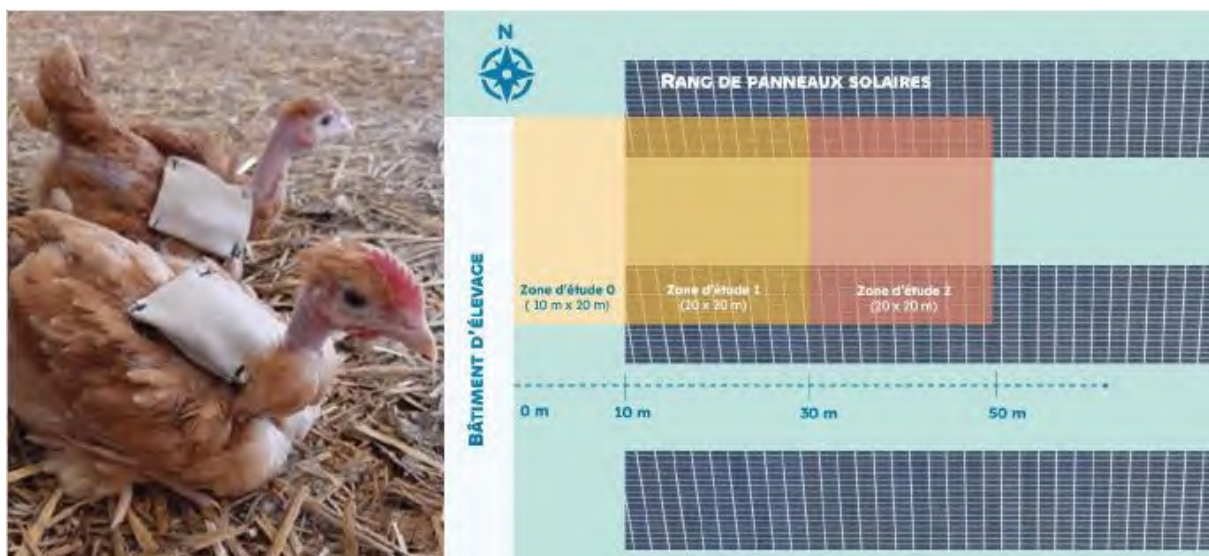 N
RANG DE PANNEAUX SOLAIRES
BÂTIMENT D'ÉLEVAGE
Zone d'étude 0
( 10 m x 20 m)
Zone d'étude 1
(20 x 20 m)
Zone d'étude 2
(20 x 20 m)
0 m
10 m
30 m
50 m